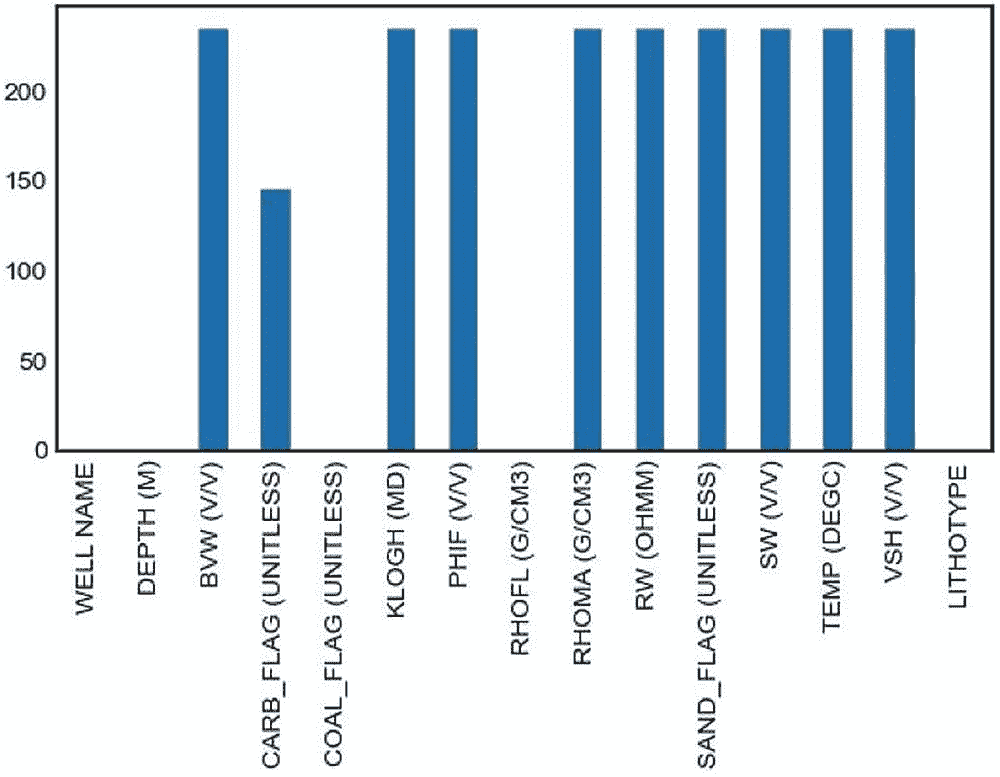 200
150
100
50
0
WELL NAME
DEPTH (M)
BVW (V/V)
CARB_FLAG (UNITLESS)
COAL_FLAG (UNITLESS)
KLOGH (MD)
PHIF (V/V)
RHOFL (G/CM3)
RHOMA (G/CM3)
RW (OHMM)
SAND_FLAG (UNITLESS)
SW (V/V)
TEMP (DEGC)
VSH (V/V)
LITHOTYPE